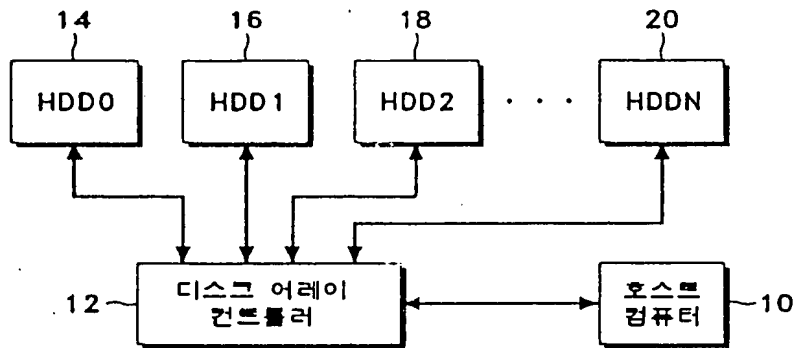 14
16
18
20
HDD0
HDD1
HDD2
· · ·
HDDN
12
디스크 어레이
컨트롤러
호스트
컴퓨터
10